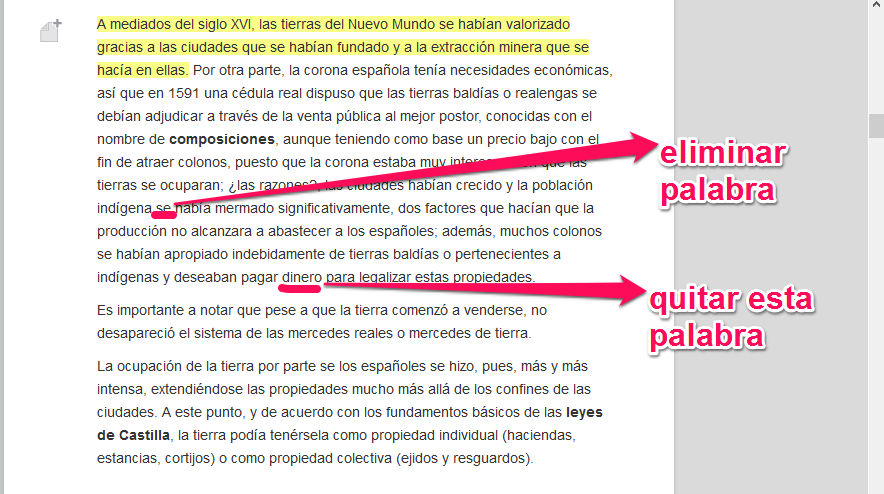 A mediados del siglo XVI, las tierras del Nuevo Mundo se habían valorizado
gracias a las ciudades que se habían fundado y a la extracción minera que se
hacía en ellas. Por otra parte, la corona española tenía necesidades económicas,
así que en 1591 una cédula real dispuso que las tierras baldías o realengas se
debían adjudicar a través de la venta pública al mejor postor, conocidas con el
nombre de composiciones, aunque teniendo como base un precio bajo con el
fin de atraer colonos, puesto que la corona estaba muy que las
tierras se ocuparan; ¿las razones?, las ciudades habían crecido y la población
indígena se había mermado significativamente, dos factores que hacían que la
producción no alcanzara a abastecer a los españoles; además, muchos colonos
se habían apropiado indebidamente de tierras baldías o pertenecientes a
indígenas y deseaban pagar dinero para legalizar estas propiedades.
Es importante a notar que pese a que la tierra comenzó a venderse, no
desapareció el sistema de las mercedes reales o mercedes de tierra.
La ocupación de la tierra por parte se los españoles se hizo, pues, más y más
intensa, extendiéndose las propiedades mucho más allá de los confines de las
ciudades. A este punto, y de acuerdo con los fundamentos básicos de las leyes
de Castilla, la tierra podía tenérsela como propiedad individual (haciendas,
estancias, cortijos) o como propiedad colectiva (ejidos y resguardos).
eliminar
palabra
quitar esta
palabra